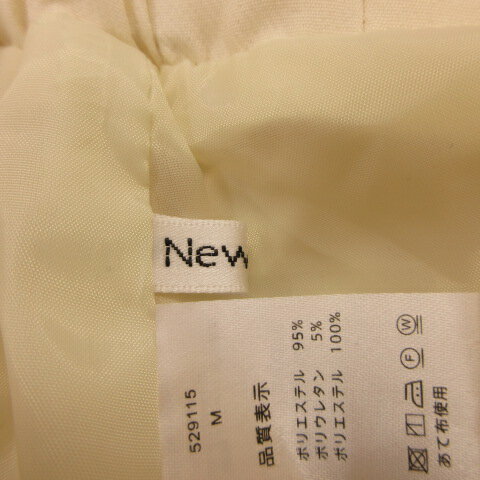 New
529115
M
品質表示
ポリエステル 95%
ポリウレタン 5%
ポリエステル 100%
F W
あて布使用